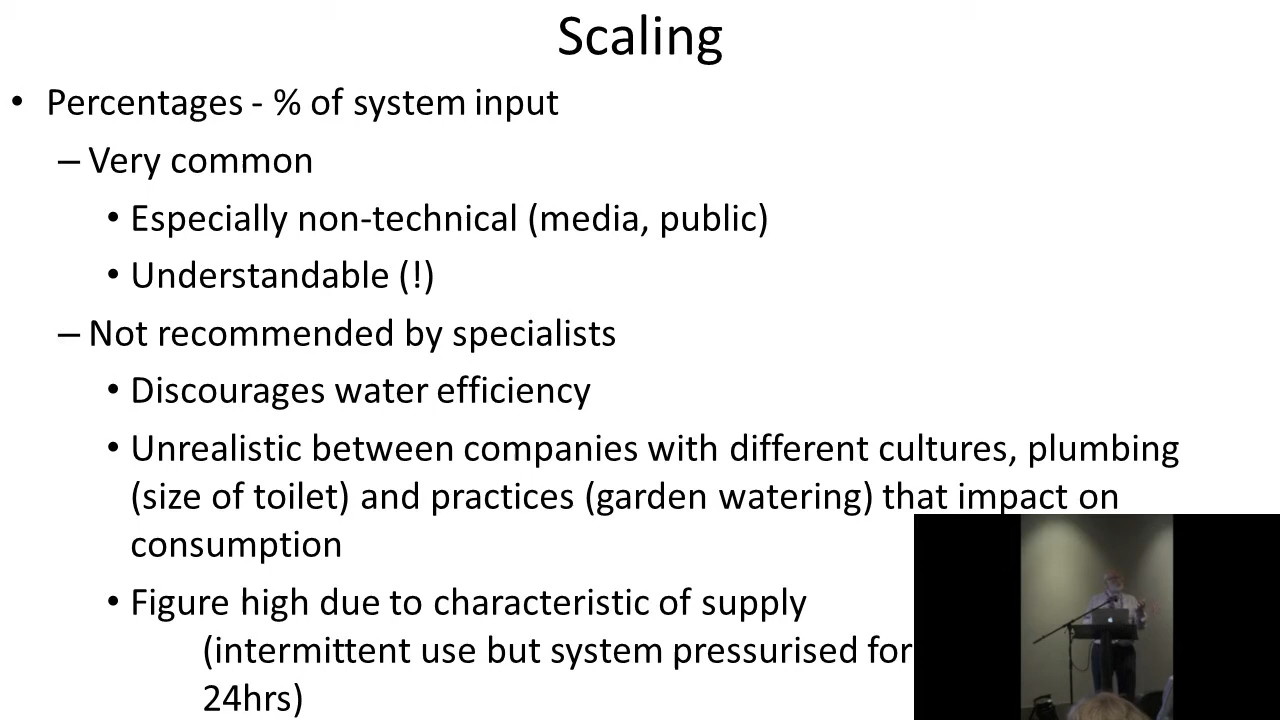 Scaling
• Percentages - % of system input
– Very common
• Especially non-technical (media, public)
• Understandable (!)
– Not recommended by specialists
• Discourages water efficiency
• Unrealistic between companies with different cultures, plumbing
(size of toilet) and practices (garden watering) that impact on
consumption
• Figure high due to characteristic of supply
(intermittent use but system pressurised for
24hrs)